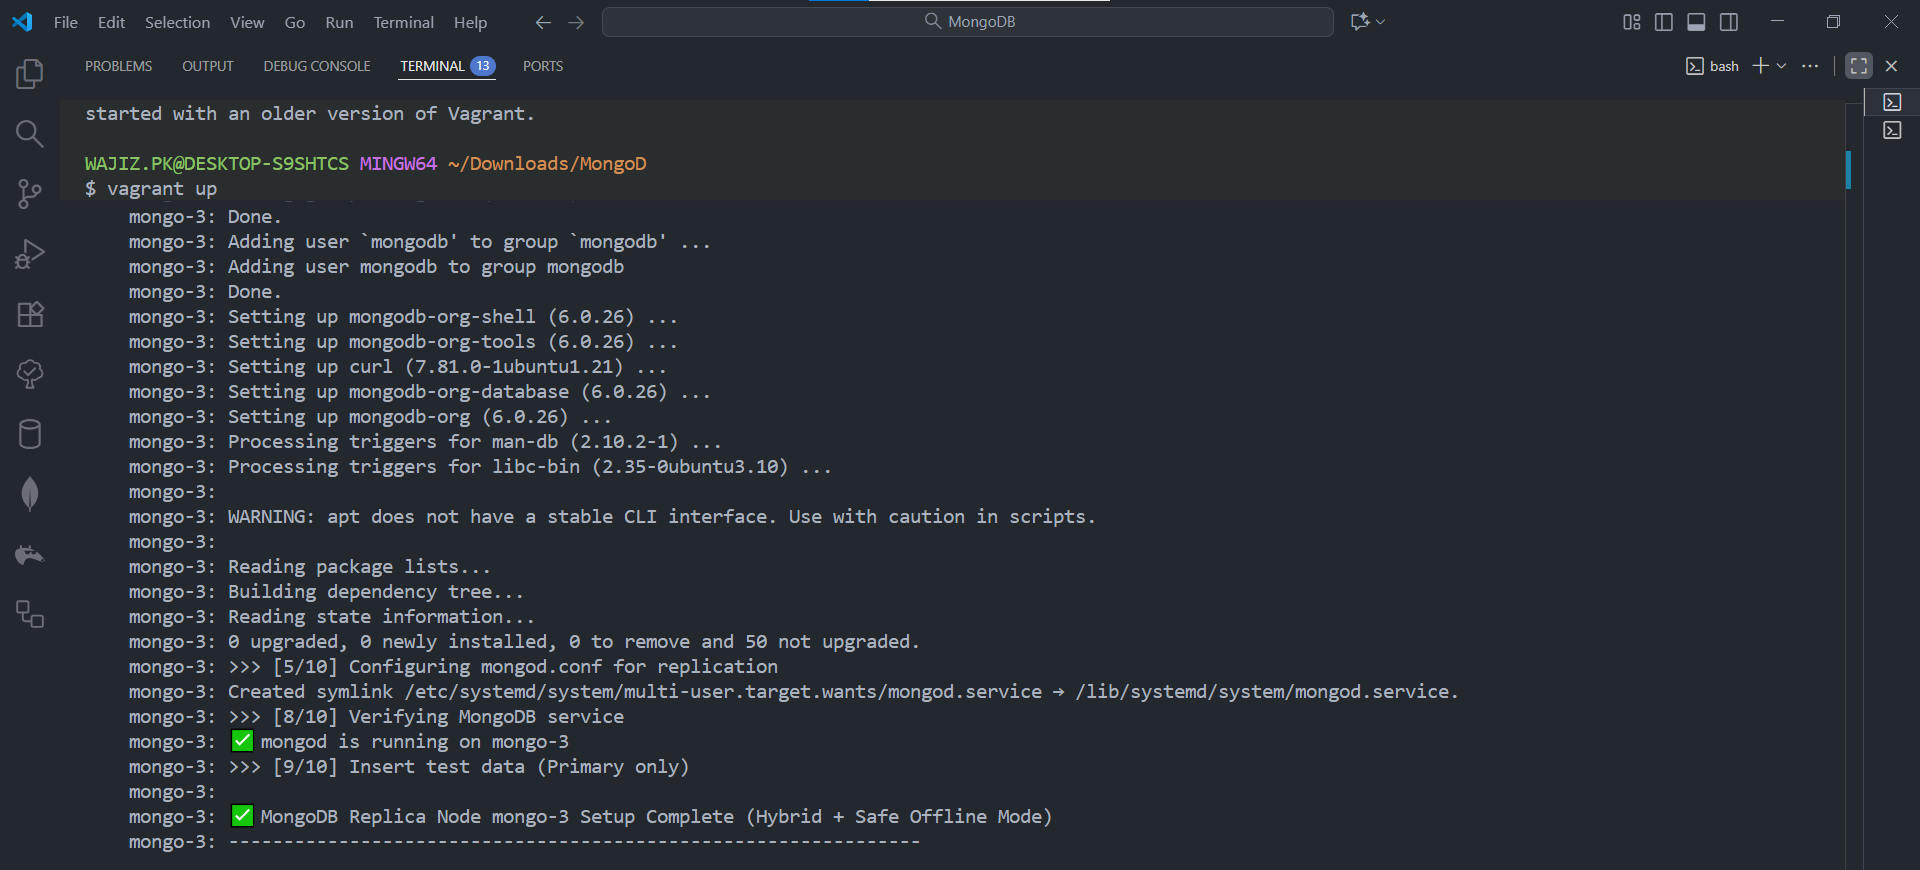 File Edit Selection View Go Run Terminal Help
MongoDB
PROBLEMS OUTPUT DEBUG CONSOLE TERMINAL 13 PORTS
bash
started with an older version of Vagrant.
WAJIZ.PK@DESKTOP-S9SHTCS MINGW64 ~/Downloads/MongoD
$ vagrant up
mongo-3: Done.
mongo-3: Adding user `mongodb' to group `mongodb' ...
mongo-3: Adding user mongodb to group mongodb
mongo-3: Done.
mongo-3: Setting up mongodb-org-shell (6.0.26) ...
mongo-3: Setting up mongodb-org-tools (6.0.26) ...
mongo-3: Setting up curl (7.81.0-1ubuntu1.21) ...
mongo-3: Setting up mongodb-org-database (6.0.26) ...
mongo-3: Setting up mongodb-org (6.0.26) ...
mongo-3: Processing triggers for man-db (2.10.2-1) ...
mongo-3: Processing triggers for libc-bin (2.35-0ubuntu3.10) ...
mongo-3:
mongo-3: WARNING: apt does not have a stable CLI interface. Use with caution in scripts.
mongo-3:
mongo-3: Reading package lists...
mongo-3: Building dependency tree...
mongo-3: Reading state information...
mongo-3: 0 upgraded, 0 newly installed, 0 to remove and 50 not upgraded.
mongo-3: >>> [5/10] Configuring mongod.conf for replication
mongo-3: Created symlink /etc/systemd/system/multi-user.target.wants/mongod.service → /lib/systemd/system/mongod.service.
mongo-3: >>> [8/10] Verifying MongoDB service
mongo-3: ✅ mongod is running on mongo-3
mongo-3: >>> [9/10] Insert test data (Primary only)
mongo-3:
mongo-3: ✅ MongoDB Replica Node mongo-3 Setup Complete (Hybrid + Safe Offline Mode)
mongo-3: ---------------------------------------------------------------